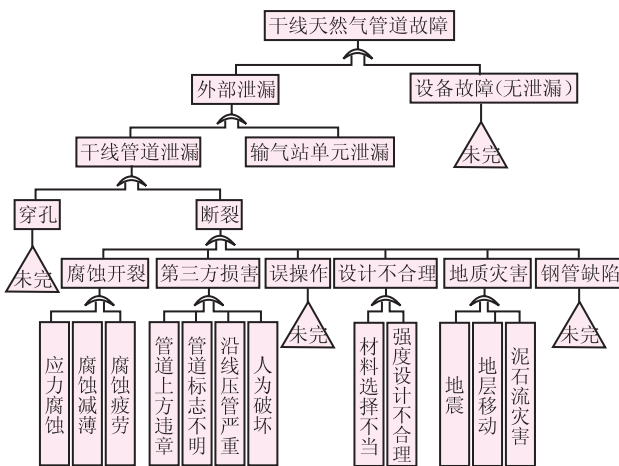 干线天然气管道故障
外部泄漏
设备故障(无泄漏)
干线管道泄漏
输气站单元泄漏
未完
穿孔
断裂
未完
腐蚀开裂
第三方损害
误操作
设计不合理
地质灾害
钢管缺陷
未完
未完
应力腐蚀
腐蚀减薄
腐蚀疲劳
管道上方违章
管道标志不明
沿线压管严重
人为破坏
材料选择不当
强度设计不合理
地震
地层移动
泥石流灾害